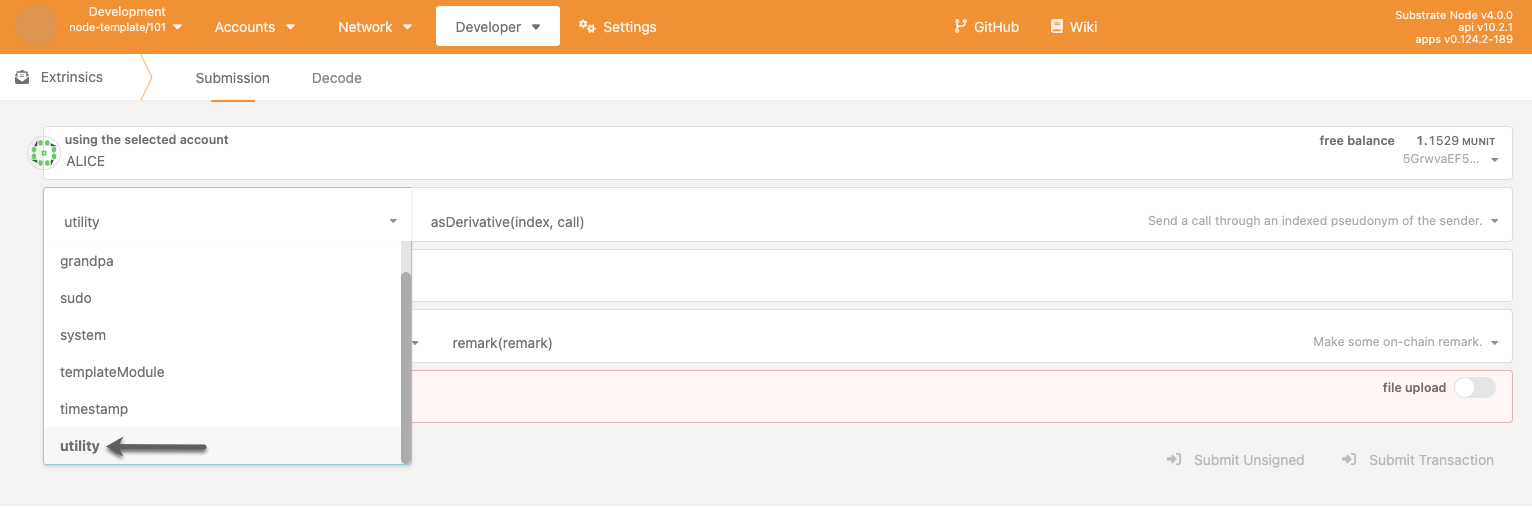 Development
node-template/101
Accounts
Network
Developer
Settings
GitHub
Wiki
Substrate Node v4.0.0
api v10.2.1
apps v0.124.2-189
Extrinsics
Submission
Decode
using the selected account
ALICE
free balance 1.1529 MUNIT
5GrwvaEF5...
utility
asDerivative(index, call)
Send a call through an indexed pseudonym of the sender.
grandpa
sudo
system
templateModule
timestamp
utility
remark(remark)
Make some on-chain remark.
file upload
Submit Unsigned
Submit Transaction